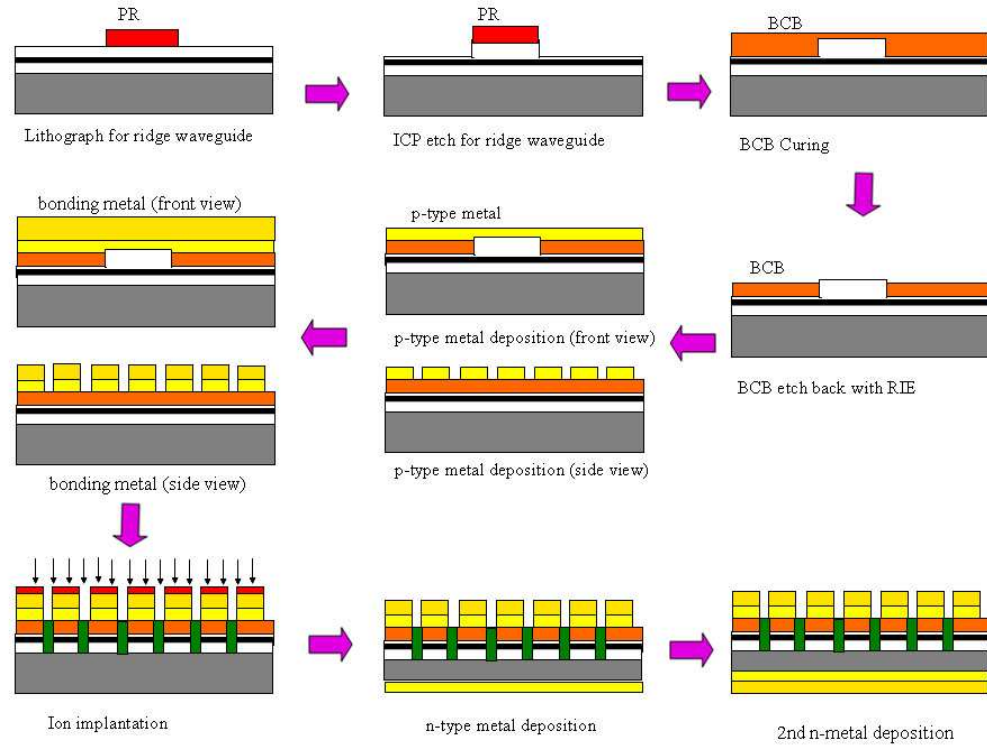 PR
Lithograph for ridge waveguide
PR
ICP etch for ridge waveguide
BCB
BCB Curing
BCB
BCB etch back with RIE
p-type metal
p-type metal deposition (front view)
p-type metal deposition (side view)
bonding metal (front view)
bonding metal (side view)
Ion implantation
n-type metal deposition
2nd n-metal deposition